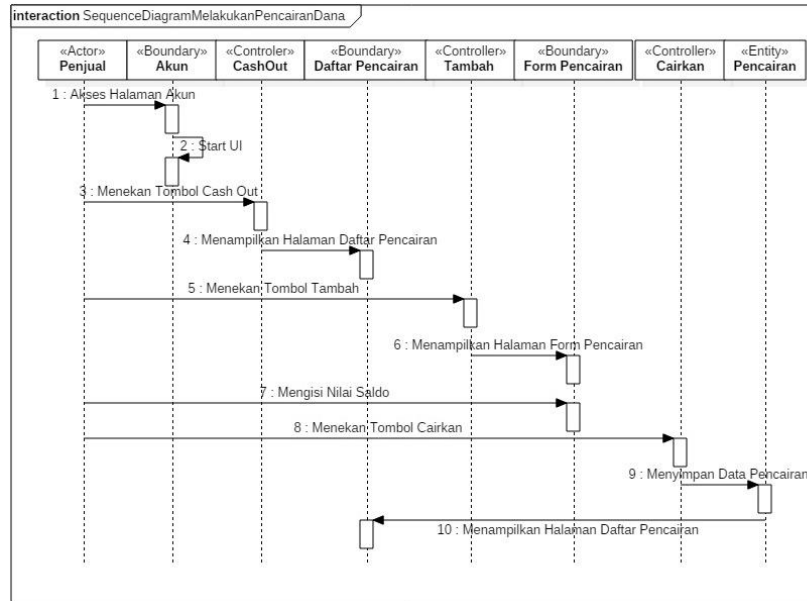 interaction SequenceDiagramMelakukanPencairanDana
«Actor» «Boundary» «Controler» «Boundary» «Controller» «Boundary» «Controller» «Entity»
Penjual Akun CashOut Daftar Pencairan Tambah Form Pencairan Cairkan Pencairan
1 : Akses Halaman Akun
2 : Start UI
3 : Menekan Tombol Cash Out
4 : Menampilkan Halaman Daftar Pencairan
5 : Menekan Tombol Tambah
6 : Menampilkan Halaman Form Pencairan
7 : Mengisi Nilai Saldo
8 : Menekan Tombol Cairkan
9 : Menyimpan Data Pencairan
10 : Menampilkan Halaman Daftar Pencairan